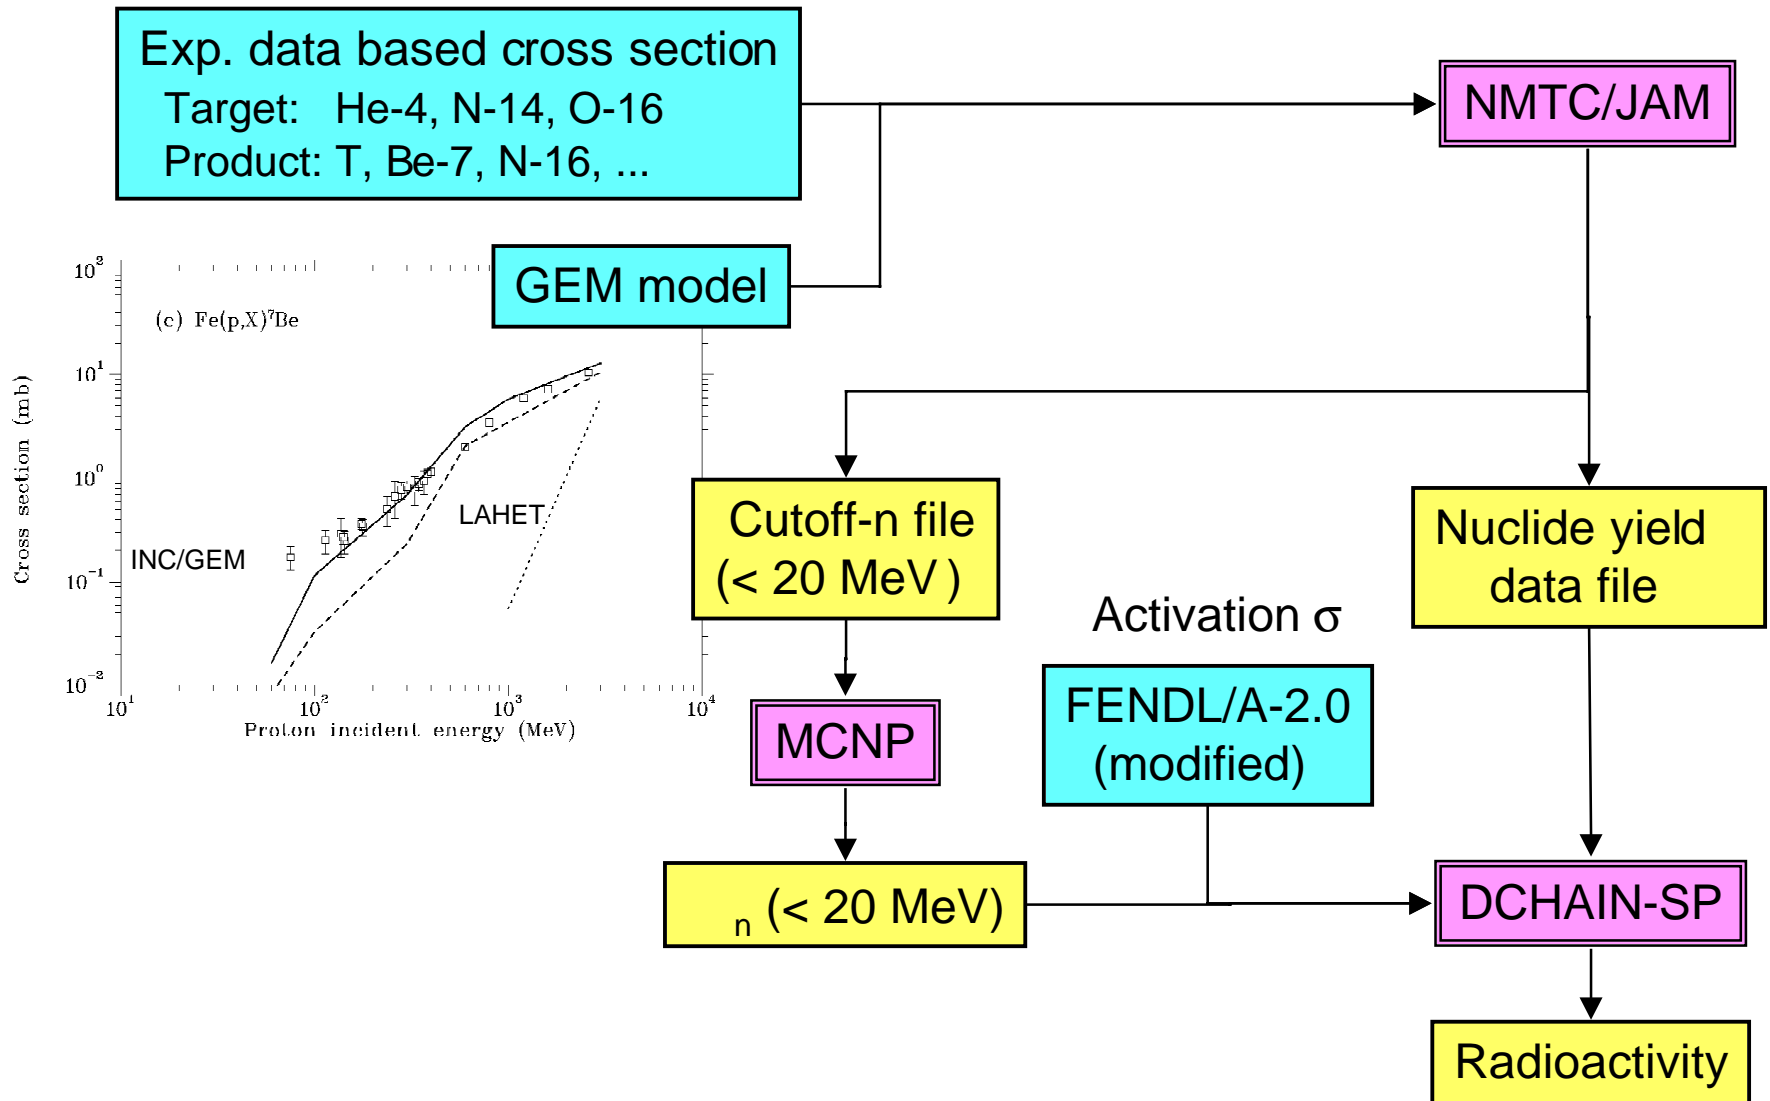 Exp. data based cross section
Target: He-4, N-14, O-16
Product: T, Be-7, N-16, ...
NMTC/JAM
GEM model
(c) Fe(p,X)⁷Be
10³
10¹
10⁰
10⁻¹
10⁻²
Cross section (mb)
INC/GEM
LAHET
10¹
10²
10³
10⁴
Proton incident energy (MeV)
Cutoff-n file
(< 20 MeV)
Nuclide yield
data file
Activation σ
FENDL/A-2.0
(modified)
MCNP
n (< 20 MeV)
DCHAIN-SP
Radioactivity